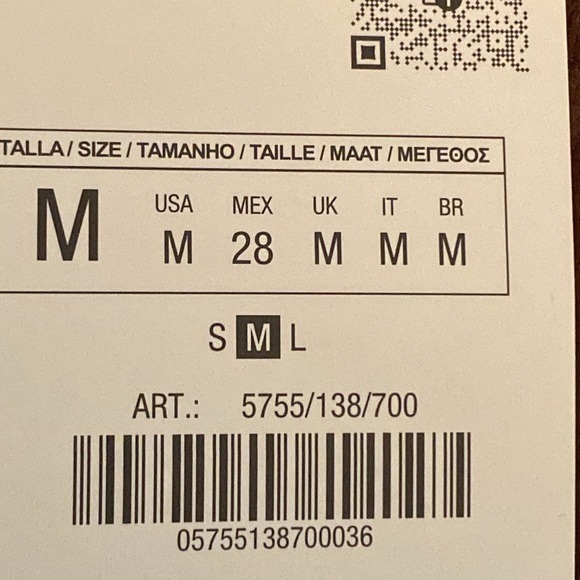 TALLA / SIZE / TAMANHO / TAILLE / MAAT / ΜΕΓΕΘΟΣ
M USA MEX UK IT BR
M 28 M M M
S M L
ART.: 5755/138/700
05755138700036